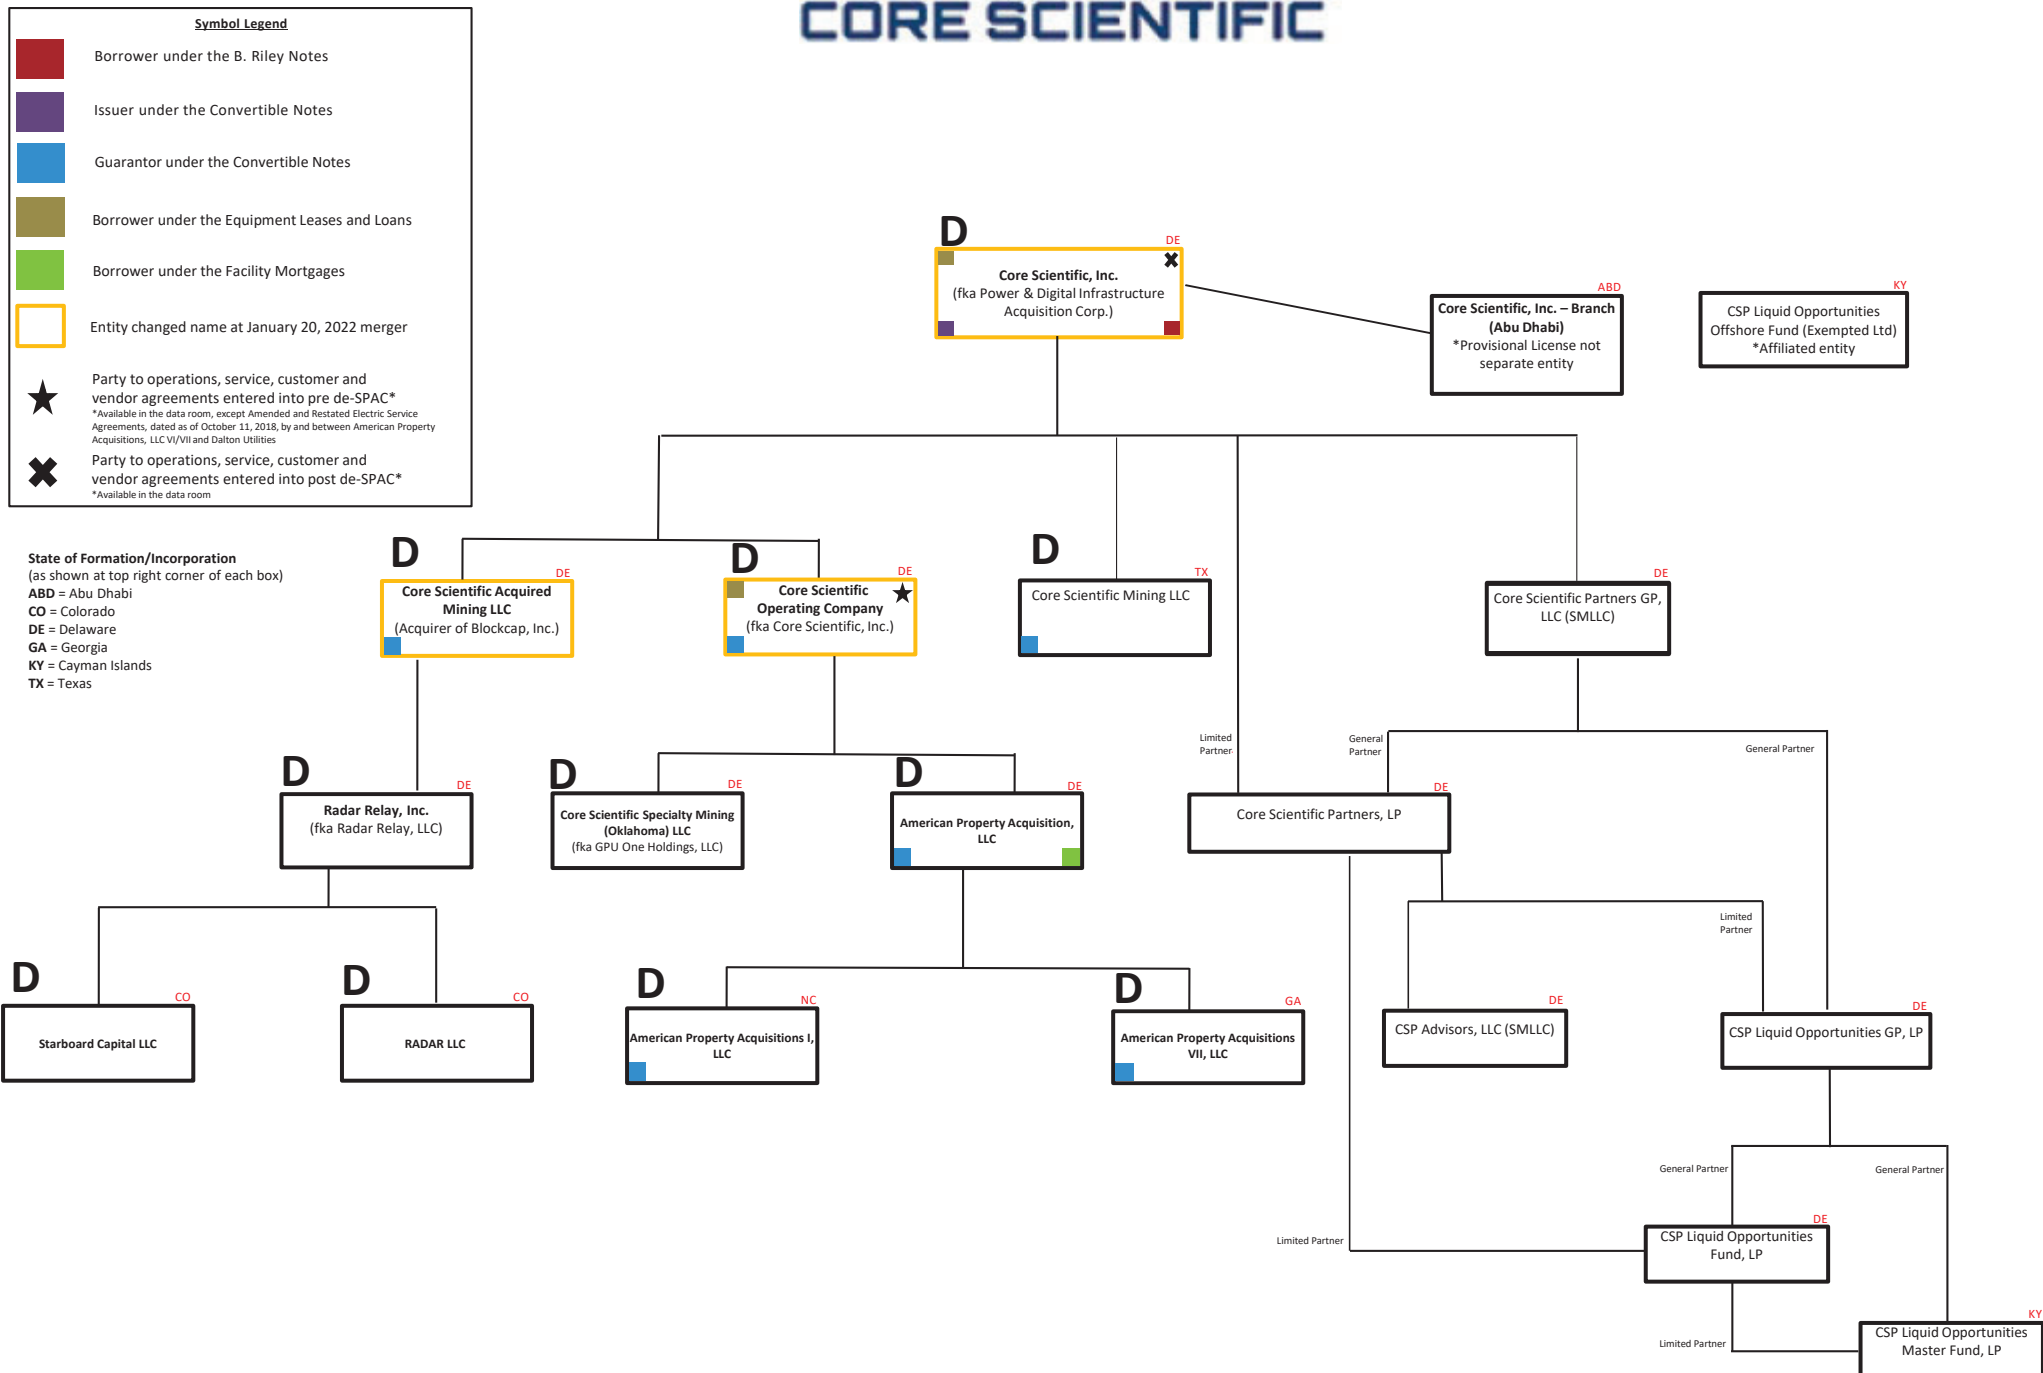 CORE SCIENTIFIC
Symbol Legend
Borrower under the B. Riley Notes
Issuer under the Convertible Notes
Guarantor under the Convertible Notes
Borrower under the Equipment Leases and Loans
Borrower under the Facility Mortgages
Entity changed name at January 20, 2022 merger
Party to operations, service, customer and
vendor agreements entered into pre de-SPAC*
*Available in the data room, except Amended and Restated Electric Service
Agreements, dated as of October 11, 2018, by and between American Property
Acquisitions, LLC VI/VII and Dalton Utilities
Party to operations, service, customer and
vendor agreements entered into post de-SPAC*
*Available in the data room
State of Formation/Incorporation
(as shown at top right corner of each box)
ABD = Abu Dhabi
CO = Colorado
DE = Delaware
GA = Georgia
KY = Cayman Islands
TX = Texas
D
DE
Core Scientific, Inc.
(fka Power & Digital Infrastructure
Acquisition Corp.)
ABD
Core Scientific, Inc. – Branch
(Abu Dhabi)
*Provisional License not
separate entity
KY
CSP Liquid Opportunities
Offshore Fund (Exempted Ltd)
*Affiliated entity
D
DE
Core Scientific Acquired
Mining LLC
(Acquirer of Blockcap, Inc.)
D
DE
Core Scientific
Operating Company
(fka Core Scientific, Inc.)
D
TX
Core Scientific Mining LLC
DE
Core Scientific Partners GP,
LLC (SMLLC)
Limited
Partner
General
Partner
General Partner
D
DE
Radar Relay, Inc.
(fka Radar Relay, LLC)
D
DE
Core Scientific Specialty Mining
(Oklahoma) LLC
(fka GPU One Holdings, LLC)
D
DE
American Property Acquisition,
LLC
DE
Core Scientific Partners, LP
Limited
Partner
D
CO
Starboard Capital LLC
D
CO
RADAR LLC
D
NC
American Property Acquisitions I,
LLC
D
GA
American Property Acquisitions
VII, LLC
DE
CSP Advisors, LLC (SMLLC)
DE
CSP Liquid Opportunities GP, LP
General Partner
General Partner
Limited Partner
DE
CSP Liquid Opportunities
Fund, LP
Limited Partner
KY
CSP Liquid Opportunities
Master Fund, LP